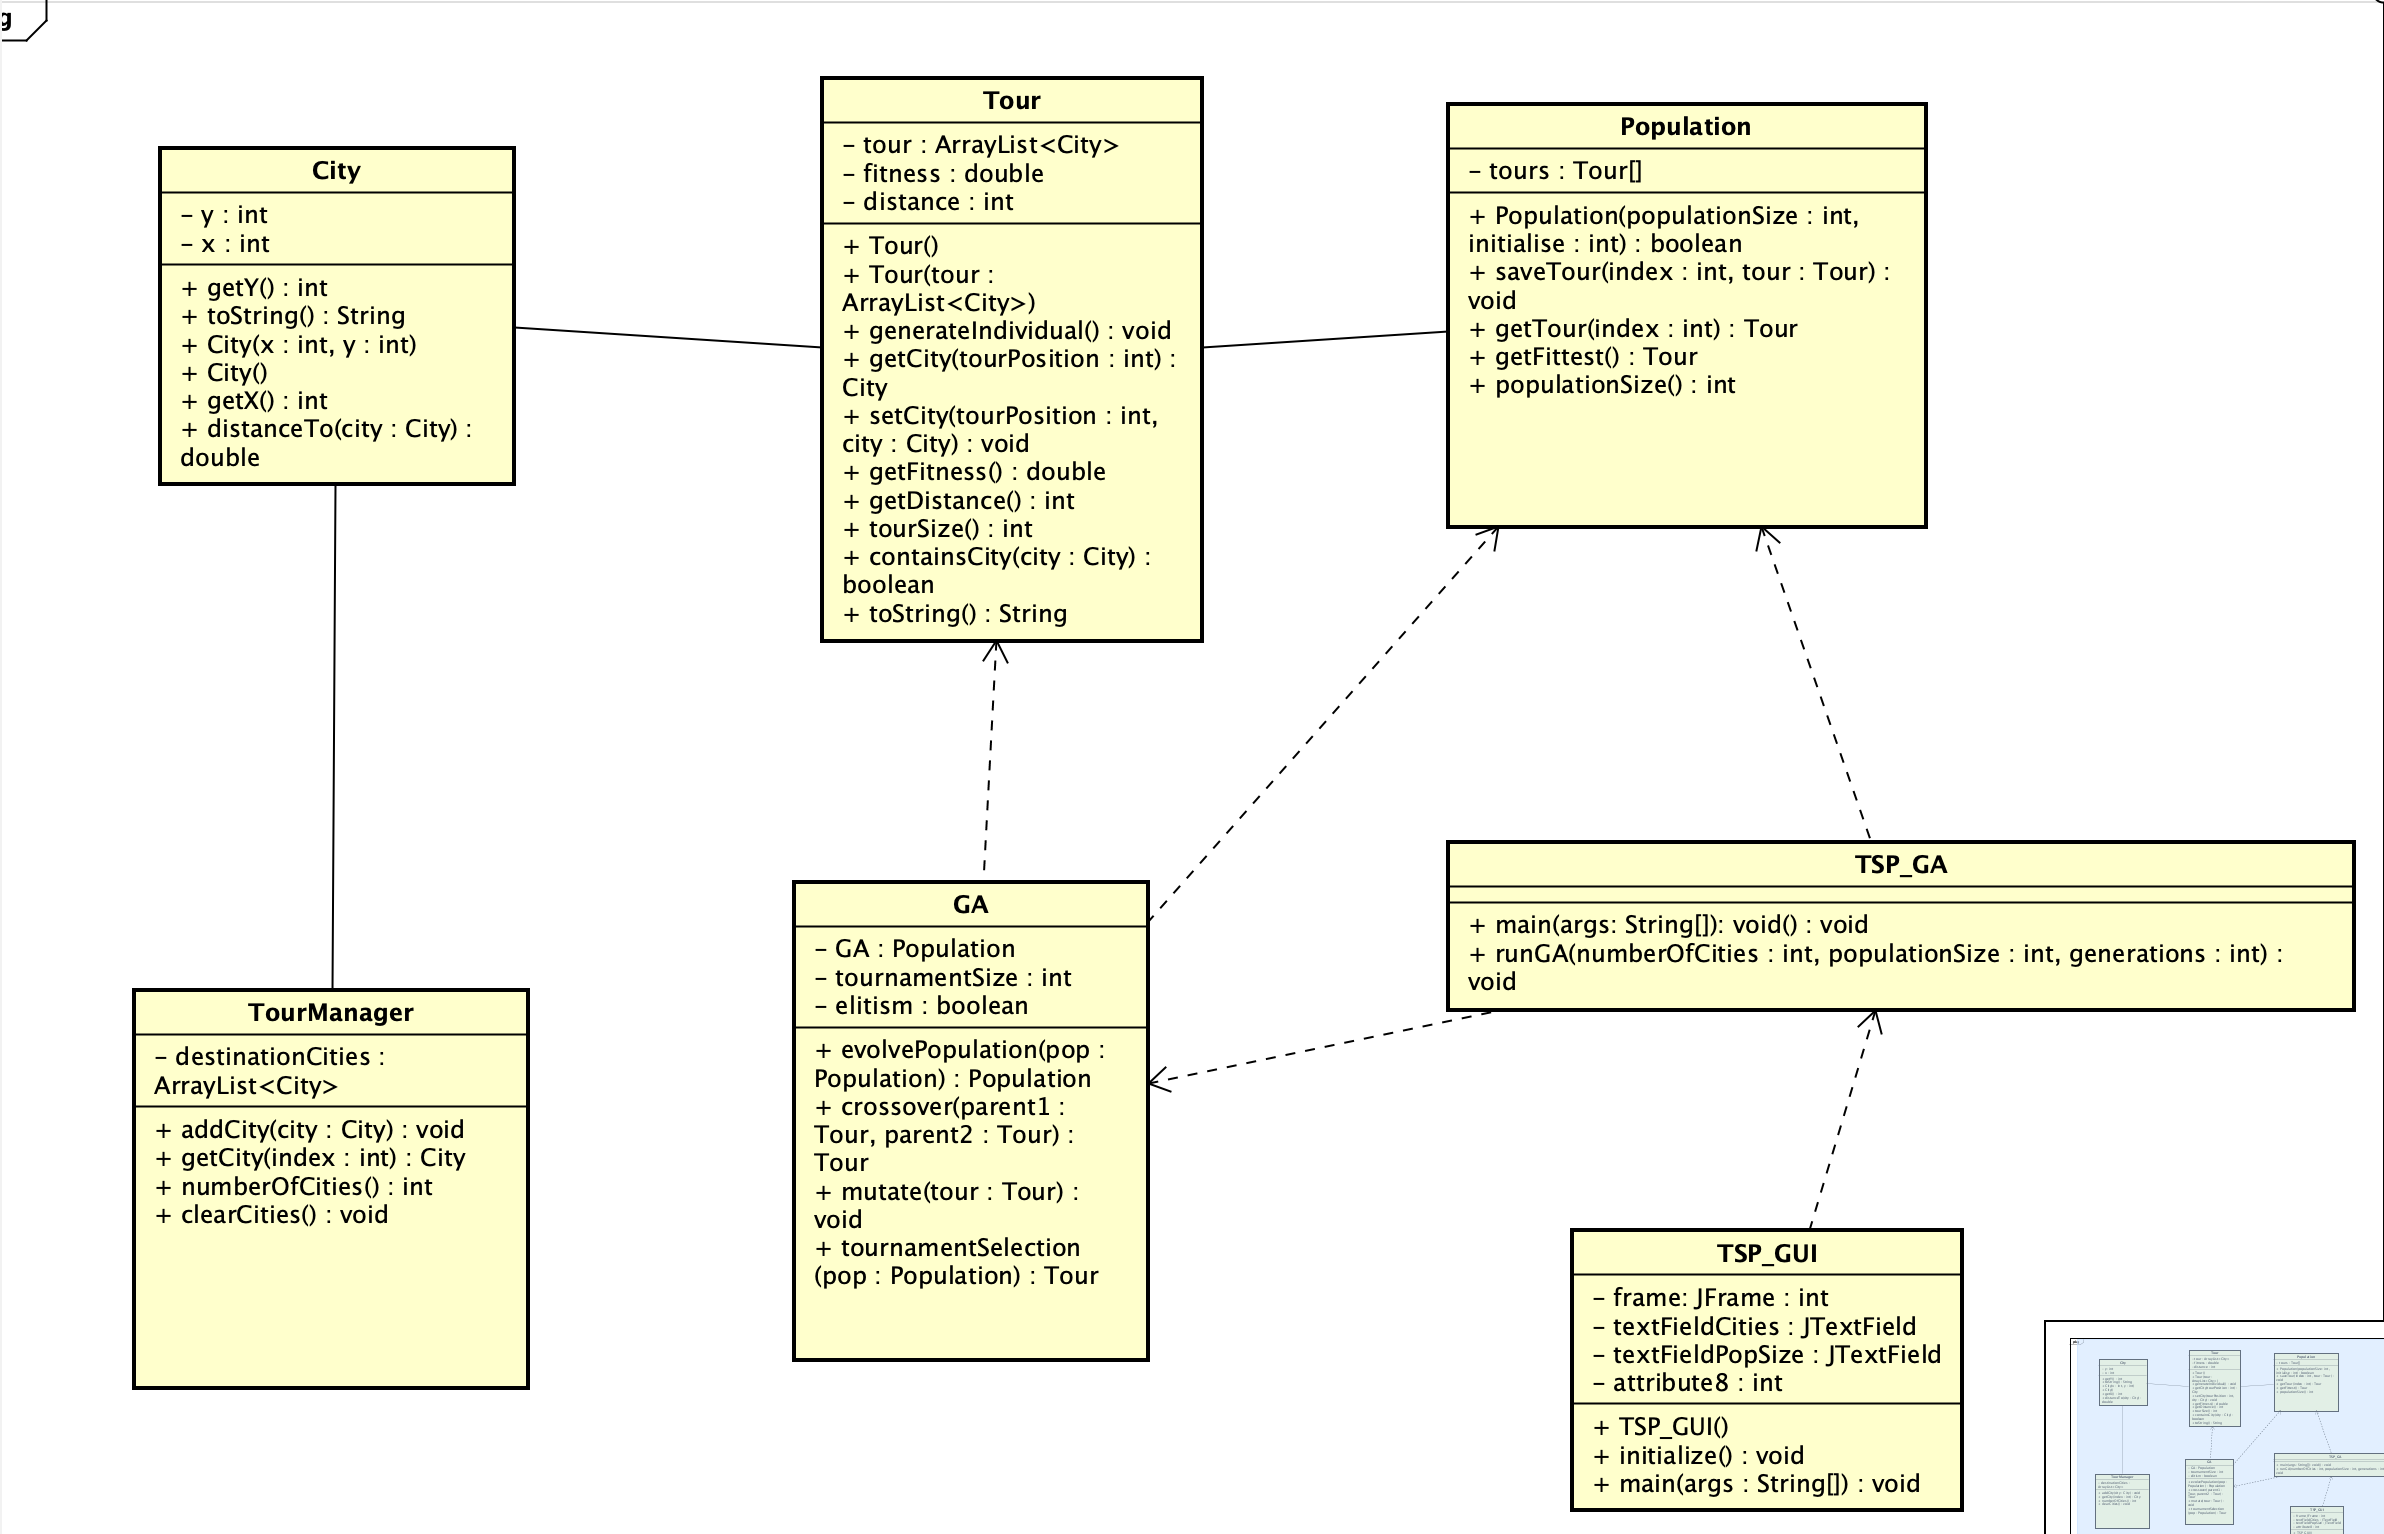 g
City
– y : int
– x : int
+ getY() : int
+ toString() : String
+ City(x : int, y : int)
+ City()
+ getX() : int
+ distanceTo(city : City) :
double
Tour
– tour : ArrayList<City>
– fitness : double
– distance : int
+ Tour()
+ Tour(tour :
ArrayList<City>)
+ generateIndividual() : void
+ getCity(tourPosition : int) :
City
+ setCity(tourPosition : int,
city : City) : void
+ getFitness() : double
+ getDistance() : int
+ tourSize() : int
+ containsCity(city : City) :
boolean
+ toString() : String
Population
– tours : Tour[]
+ Population(populationSize : int,
initialise : int) : boolean
+ saveTour(index : int, tour : Tour) :
void
+ getTour(index : int) : Tour
+ getFittest() : Tour
+ populationSize() : int
TourManager
– destinationCities :
ArrayList<City>
+ addCity(city : City) : void
+ getCity(index : int) : City
+ numberOfCities() : int
+ clearCities() : void
GA
– GA : Population
– tournamentSize : int
– elitism : boolean
+ evolvePopulation(pop :
Population) : Population
+ crossover(parent1 :
Tour, parent2 : Tour) :
Tour
+ mutate(tour : Tour) :
void
+ tournamentSelection
(pop : Population) : Tour
TSP_GA
+ main(args: String[]): void() : void
+ runGA(numberOfCities : int, populationSize : int, generations : int) :
void
TSP_GUI
– frame: JFrame : int
– textFieldCities : JTextField
– textFieldPopSize : JTextField
– attribute8 : int
+ TSP_GUI()
+ initialize() : void
+ main(args : String[]) : void